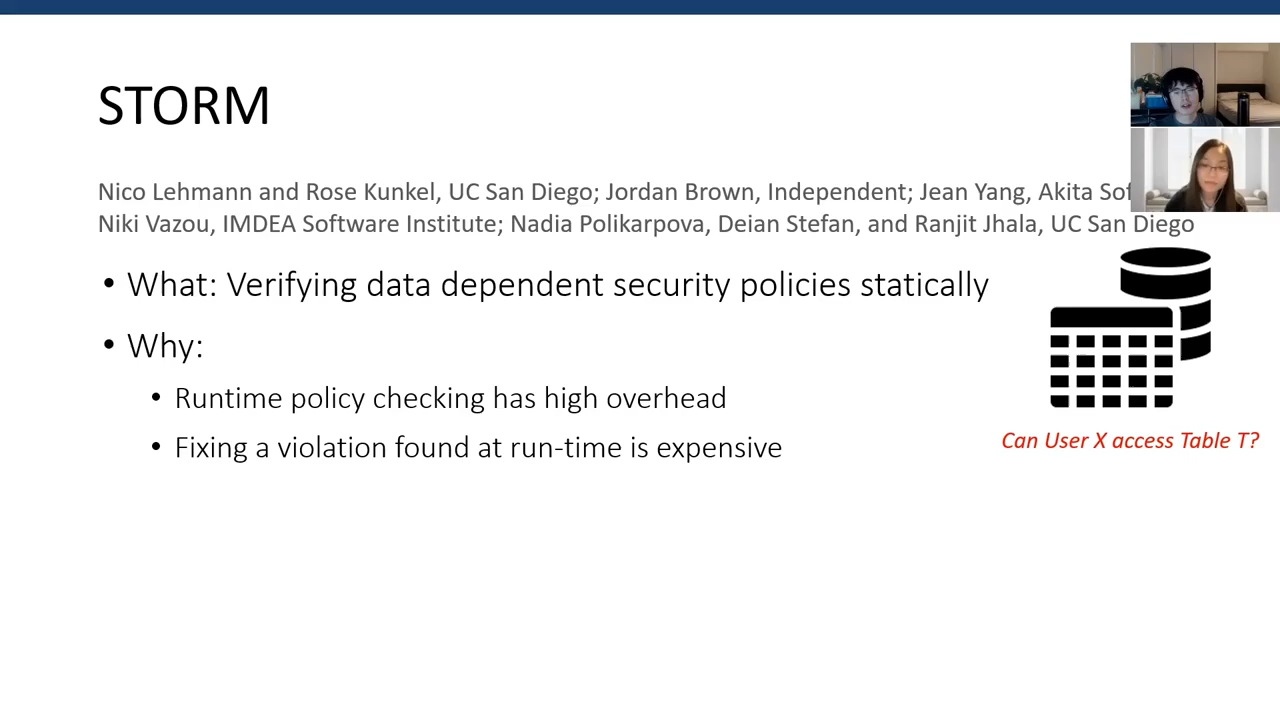 STORM
Nico Lehmann and Rose Kunkel, UC San Diego; Jordan Brown, Independent; Jean Yang, Akita
Niki Vazou, IMDEA Software Institute; Nadia Polikarpova, Deian Stefan, and Ranjit Jhala, UC San Diego
• What: Verifying data dependent security policies statically
• Why:
• Runtime policy checking has high overhead
• Fixing a violation found at run-time is expensive
Can User X access Table T?